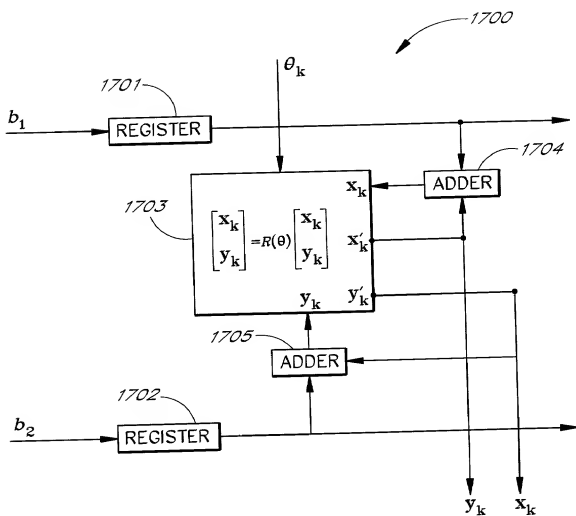 1700
1701
θk
b1
REGISTER
1704
xk
ADDER
1703
[xk yk] =R(θ) [xk yk]
x′k
yk
y′k
1705
ADDER
1702
b2
REGISTER
yk
xk